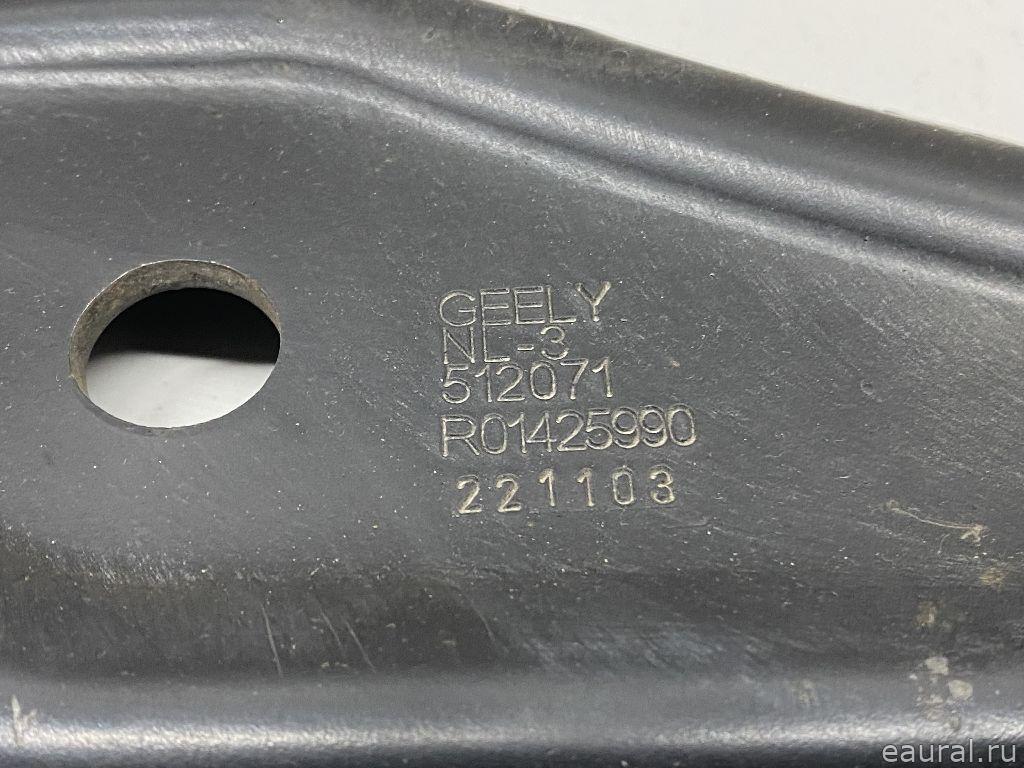 GEELY
NL-3
512071
R01425990
221103
eaural.ru